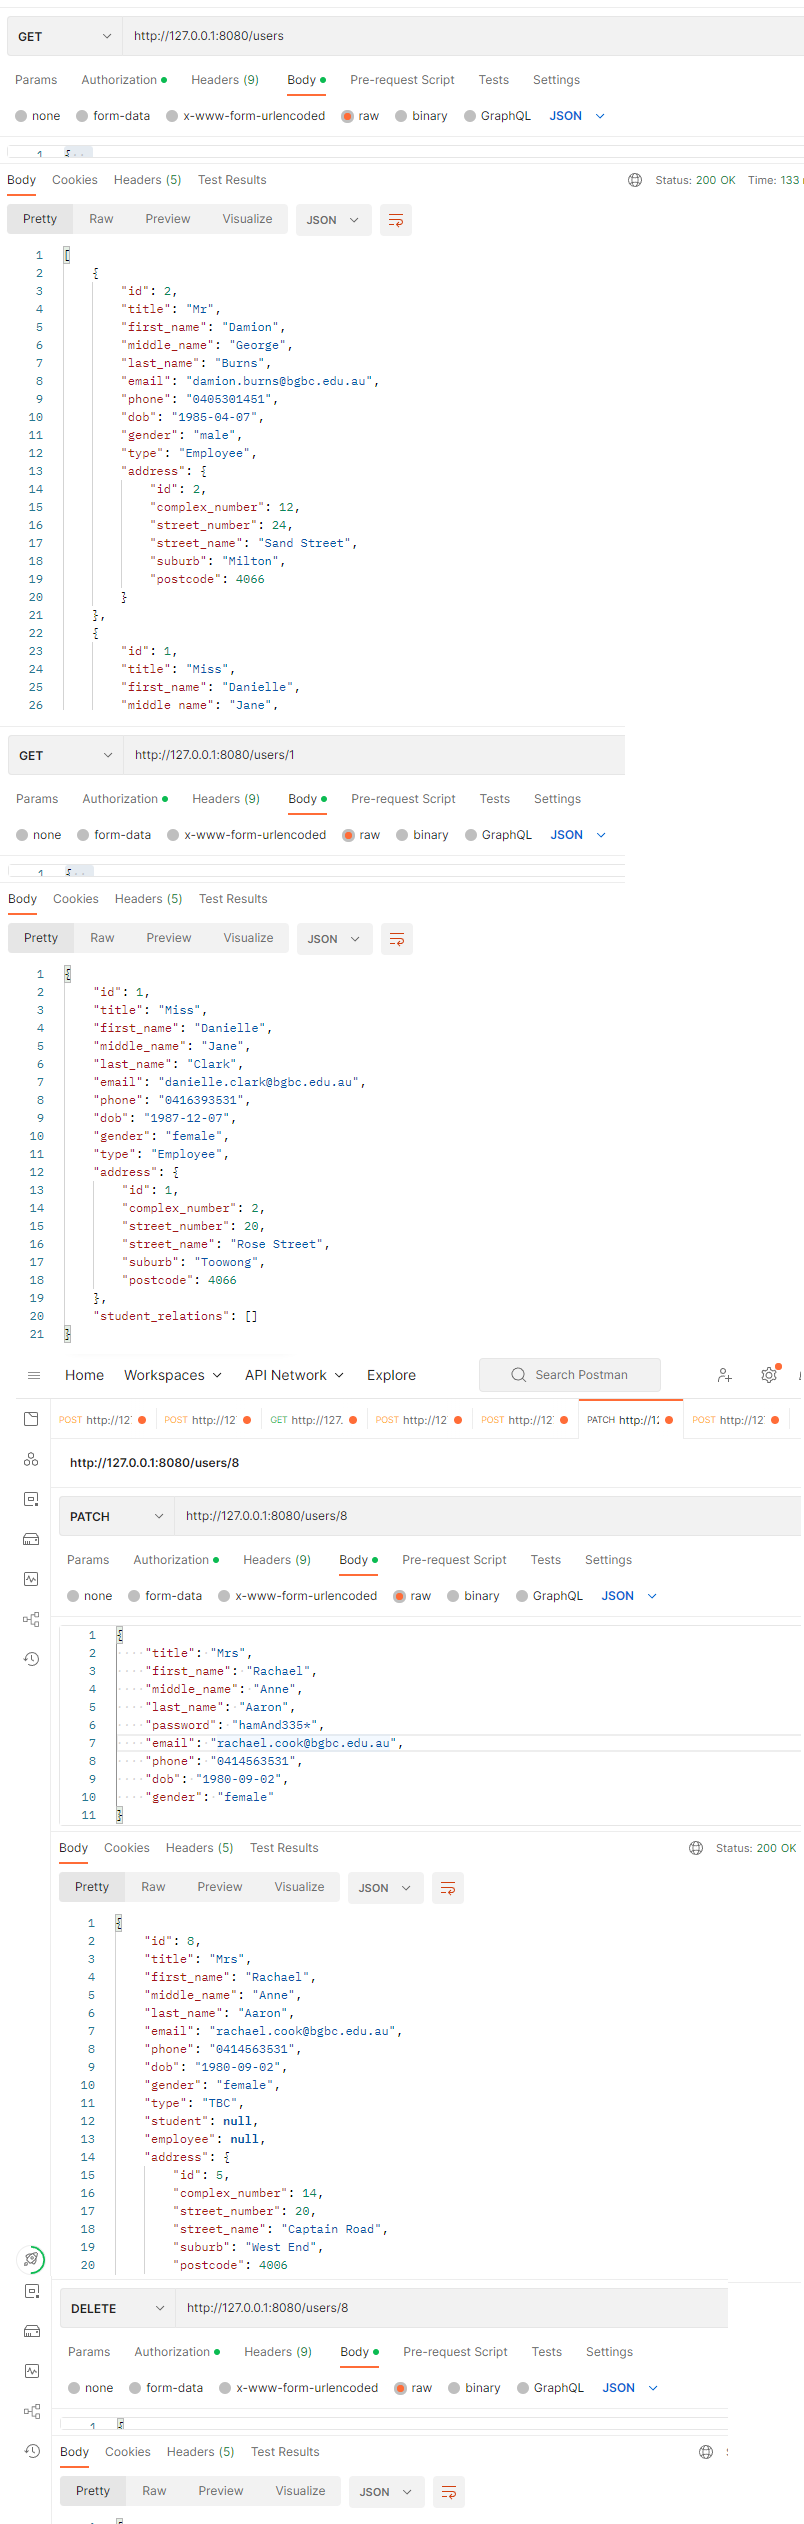 GET http://127.0.0.1:8080/users
Params Authorization Headers (9) Body Pre-request Script Tests Settings
none form-data x-www-form-urlencoded raw binary GraphQL JSON
1 {
Body Cookies Headers (5) Test Results Status: 200 OK Time: 133
Pretty Raw Preview Visualize JSON
1 [
2 {
3 "id": 2,
4 "title": "Mr",
5 "first_name": "Damion",
6 "middle_name": "George",
7 "last_name": "Burns",
8 "email": "damion.burns@bgbc.edu.au",
9 "phone": "0405301451",
10 "dob": "1985-04-07",
11 "gender": "male",
12 "type": "Employee",
13 "address": {
14 "id": 2,
15 "complex_number": 12,
16 "street_number": 24,
17 "street_name": "Sand Street",
18 "suburb": "Milton",
19 "postcode": 4066
20 }
21 },
22 {
23 "id": 1,
24 "title": "Miss",
25 "first_name": "Danielle",
26 "middle_name": "Jane",
GET http://127.0.0.1:8080/users/1
Params Authorization Headers (9) Body Pre-request Script Tests Settings
none form-data x-www-form-urlencoded raw binary GraphQL JSON
1 {
Body Cookies Headers (5) Test Results
Pretty Raw Preview Visualize JSON
1 {
2 "id": 1,
3 "title": "Miss",
4 "first_name": "Danielle",
5 "middle_name": "Jane",
6 "last_name": "Clark",
7 "email": "danielle.clark@bgbc.edu.au",
8 "phone": "0416393531",
9 "dob": "1987-12-07",
10 "gender": "female",
11 "type": "Employee",
12 "address": {
13 "id": 1,
14 "complex_number": 2,
15 "street_number": 20,
16 "street_name": "Rose Street",
17 "suburb": "Toowong",
18 "postcode": 4066
19 },
20 "student_relations": []
21 }
Home Workspaces API Network Explore Search Postman
POST http://12 POST http://12 GET http://127. POST http://12 POST http://12 PATCH http://12 POST http://12
http://127.0.0.1:8080/users/8
PATCH http://127.0.0.1:8080/users/8
Params Authorization Headers (9) Body Pre-request Script Tests Settings
none form-data x-www-form-urlencoded raw binary GraphQL JSON
1 {
2 "title": "Mrs",
3 "first_name": "Rachael",
4 "middle_name": "Anne",
5 "last_name": "Aaron",
6 "password": "hamAnd335*",
7 "email": "rachael.cook@bgbc.edu.au",
8 "phone": "0414563531",
9 "dob": "1980-09-02",
10 "gender": "female"
11 }
Body Cookies Headers (5) Test Results Status: 200 OK
Pretty Raw Preview Visualize JSON
1 {
2 "id": 8,
3 "title": "Mrs",
4 "first_name": "Rachael",
5 "middle_name": "Anne",
6 "last_name": "Aaron",
7 "email": "rachael.cook@bgbc.edu.au",
8 "phone": "0414563531",
9 "dob": "1980-09-02",
10 "gender": "female",
11 "type": "TBC",
12 "student": null,
13 "employee": null,
14 "address": {
15 "id": 5,
16 "complex_number": 14,
17 "street_number": 20,
18 "street_name": "Captain Road",
19 "suburb": "West End",
20 "postcode": 4006
DELETE http://127.0.0.1:8080/users/8
Params Authorization Headers (9) Body Pre-request Script Tests Settings
none form-data x-www-form-urlencoded raw binary GraphQL JSON
1 {
Body Cookies Headers (5) Test Results
Pretty Raw Preview Visualize JSON